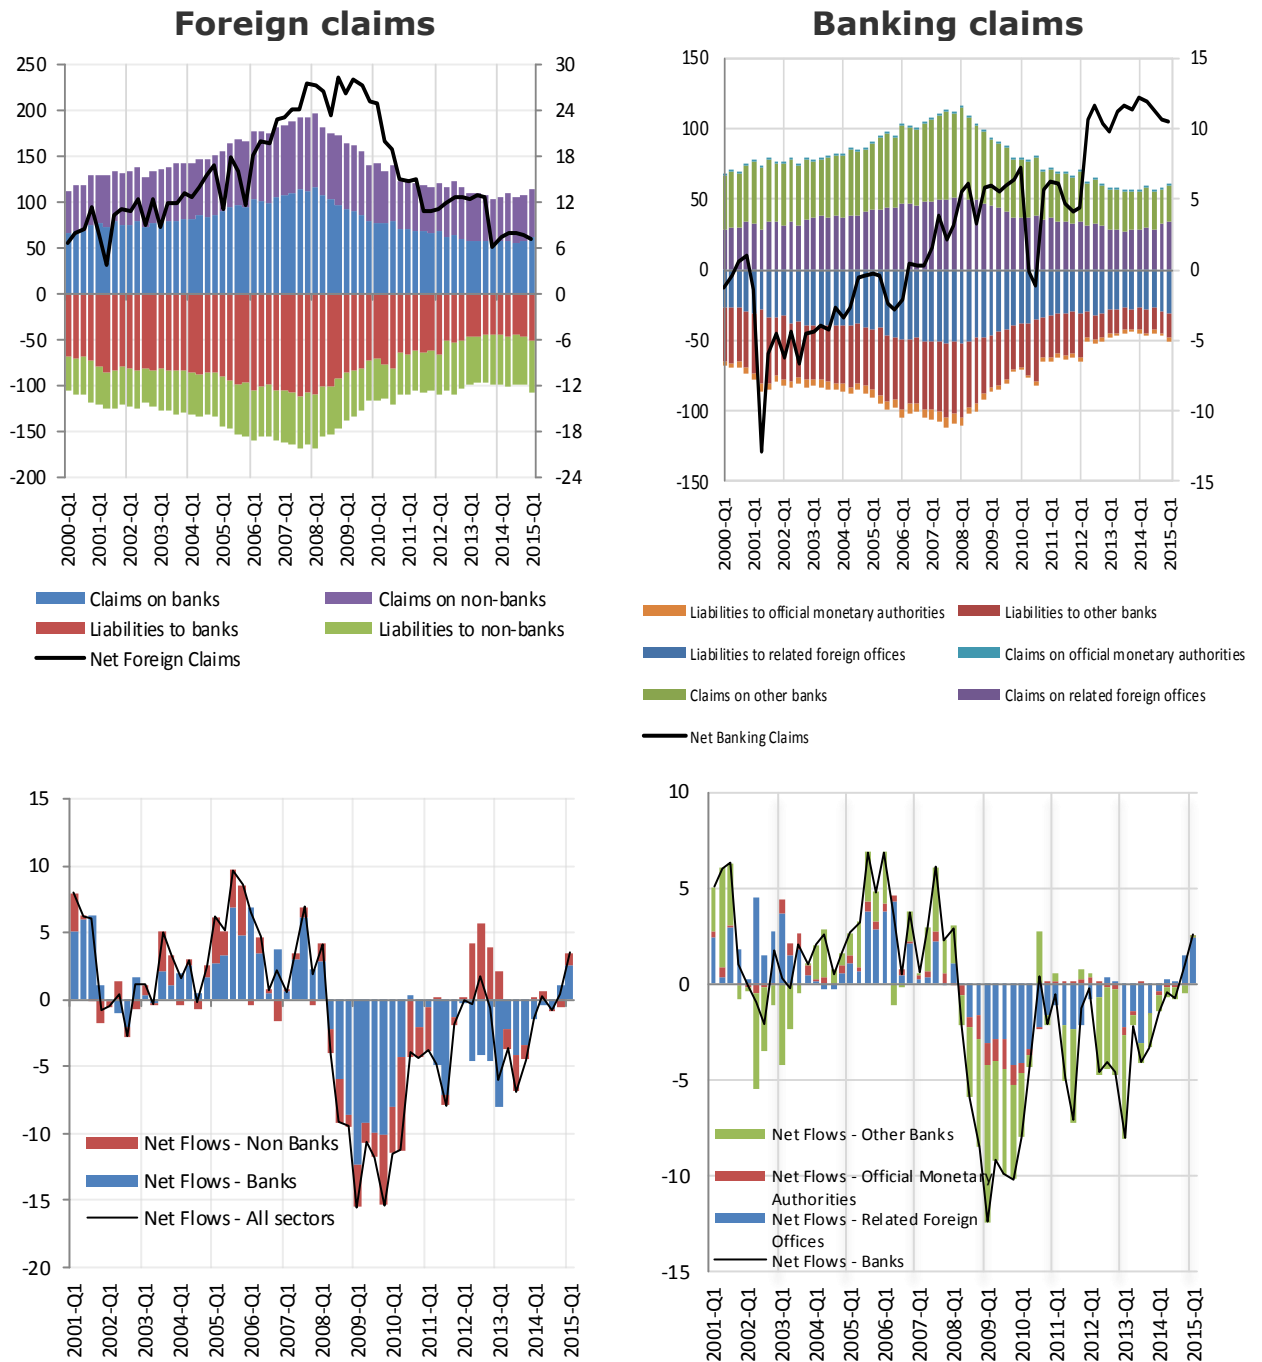 Foreign claims
250
200
150
100
50
0
-50
-100
-150
-200
30
24
18
12
6
0
-6
-12
-18
-24
2000-Q1
2001-Q1
2002-Q1
2003-Q1
2004-Q1
2005-Q1
2006-Q1
2007-Q1
2008-Q1
2009-Q1
2010-Q1
2011-Q1
2012-Q1
2013-Q1
2014-Q1
2015-Q1
Claims on banks
Claims on non-banks
Liabilities to banks
Liabilities to non-banks
Net Foreign Claims
Banking claims
150
100
50
0
-50
-100
-150
15
10
5
0
-5
-10
-15
2000-Q1
2001-Q1
2002-Q1
2003-Q1
2004-Q1
2005-Q1
2006-Q1
2007-Q1
2008-Q1
2009-Q1
2010-Q1
2011-Q1
2012-Q1
2013-Q1
2014-Q1
2015-Q1
Liabilities to official monetary authorities
Liabilities to other banks
Liabilities to related foreign offices
Claims on official monetary authorities
Claims on other banks
Claims on related foreign offices
Net Banking Claims
15
10
5
0
-5
-10
-15
-20
Net Flows - Non Banks
Net Flows - Banks
Net Flows - All sectors
2001-Q1
2002-Q1
2003-Q1
2004-Q1
2005-Q1
2006-Q1
2007-Q1
2008-Q1
2009-Q1
2010-Q1
2011-Q1
2012-Q1
2013-Q1
2014-Q1
2015-Q1
10
5
0
-5
-10
-15
Net Flows - Other Banks
Net Flows - Official Monetary
Authorities
Net Flows - Related Foreign
Offices
Net Flows - Banks
2001-Q1
2002-Q1
2003-Q1
2004-Q1
2005-Q1
2006-Q1
2007-Q1
2008-Q1
2009-Q1
2010-Q1
2011-Q1
2012-Q1
2013-Q1
2014-Q1
2015-Q1